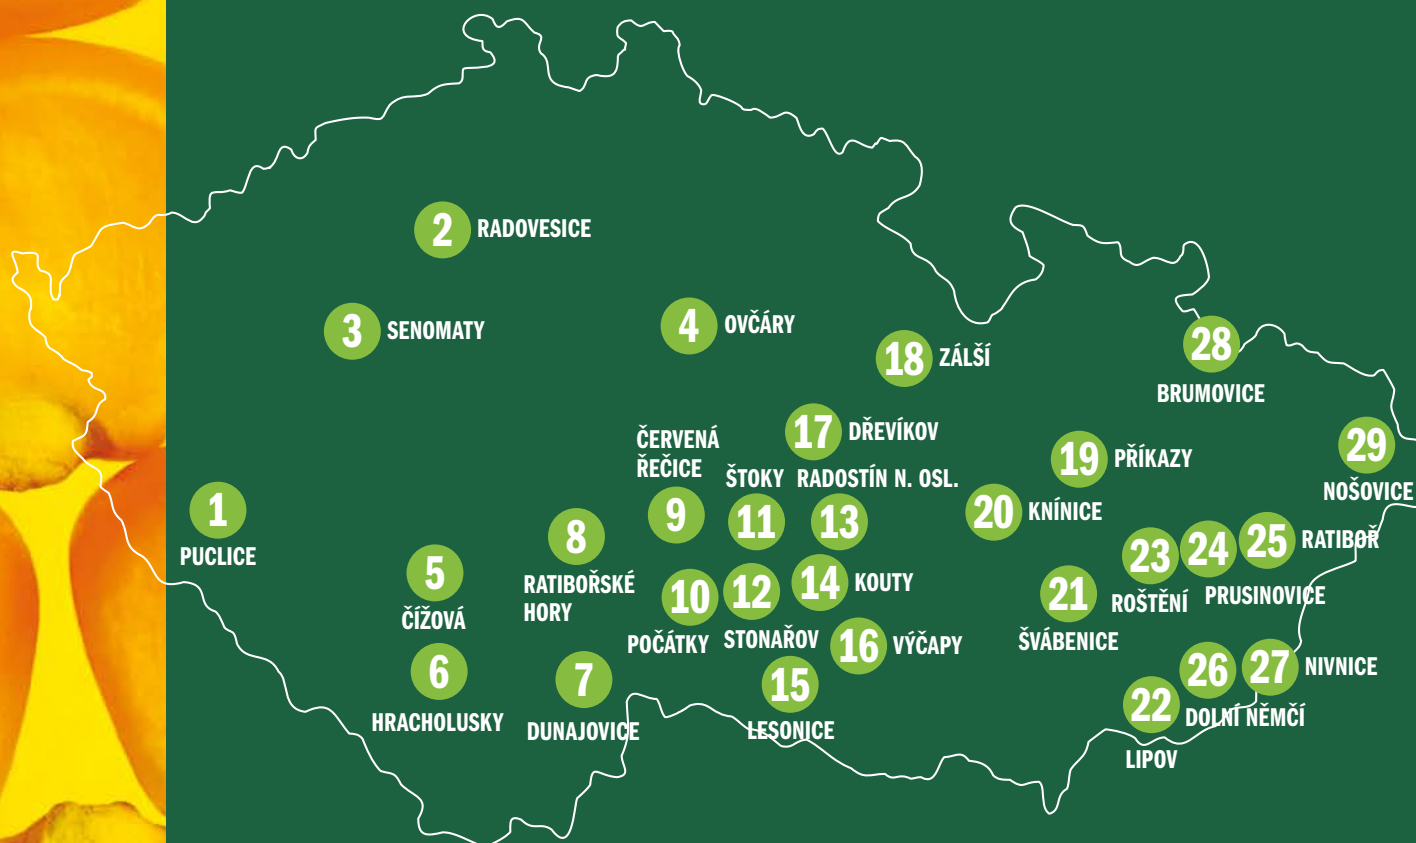 2 RADOVESICE
3 SENOMATY
4 OVČÁRY
18 ZÁLŠÍ
28
BRUMOVICE
17 DŘEVÍKOV
ČERVENÁ
ŘEČICE
9
29
NOŠOVICE
19 PŘÍKAZY
ŠTOKY
11
RADOSTÍN N. OSL.
13
1
PUCLICE
20 KNÍNICE
8
RATIBOŘSKÉ
HORY
25 RATIBOŘ
24
PRUSINOVICE
23
ROŠTĚNÍ
5
ČÍŽOVÁ
14 KOUTY
10
POČÁTKY
12
STONAŘOV
21
ŠVÁBENICE
16 VÝČAPY
6
HRACHOLUSKY
7
DUNAJOVICE
15
LESONICE
27 NIVNICE
26
DOLNÍ NĚMČÍ
22
LIPOV